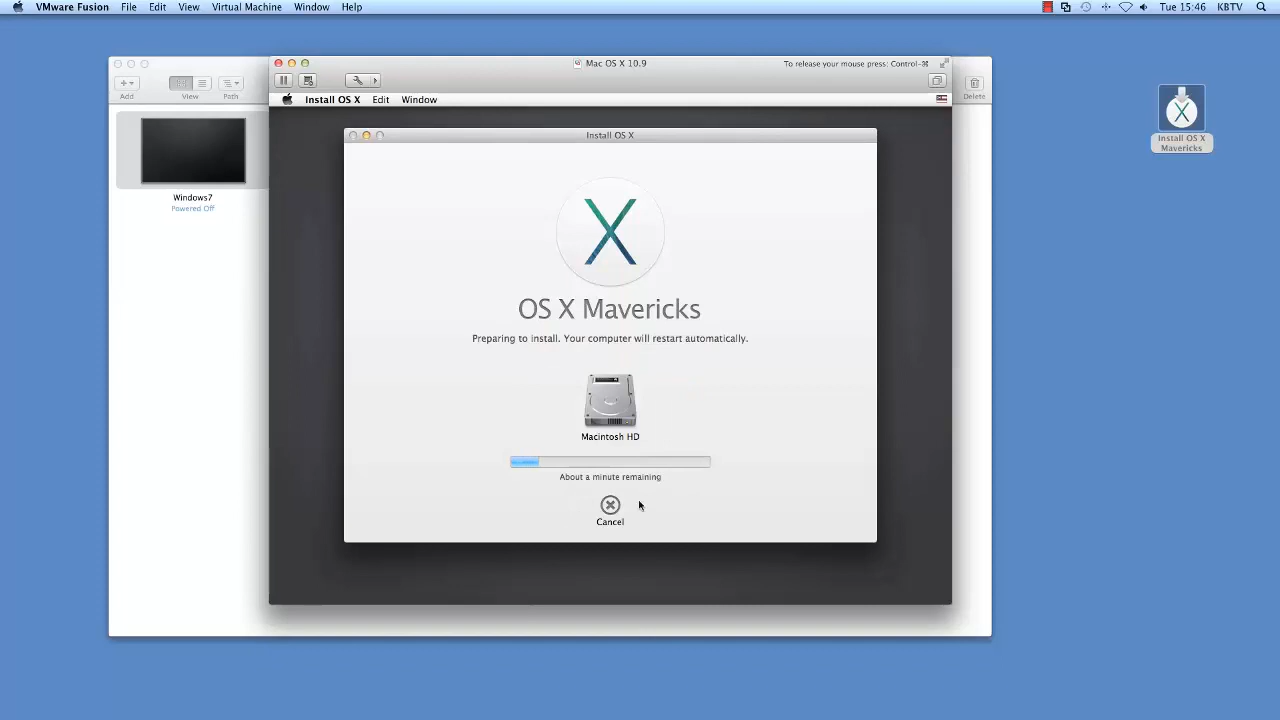 VMware Fusion File Edit View Virtual Machine Window Help Tue 15:46 KBTV
Mac OS X 10.9 To release your mouse press: Control-⌘
Add View Path Delete
Install OS X Edit Window
Install OS X
Windows7
Powered Off
OS X Mavericks
Preparing to install. Your computer will restart automatically.
Macintosh HD
About a minute remaining
Cancel
Install OS X
Mavericks